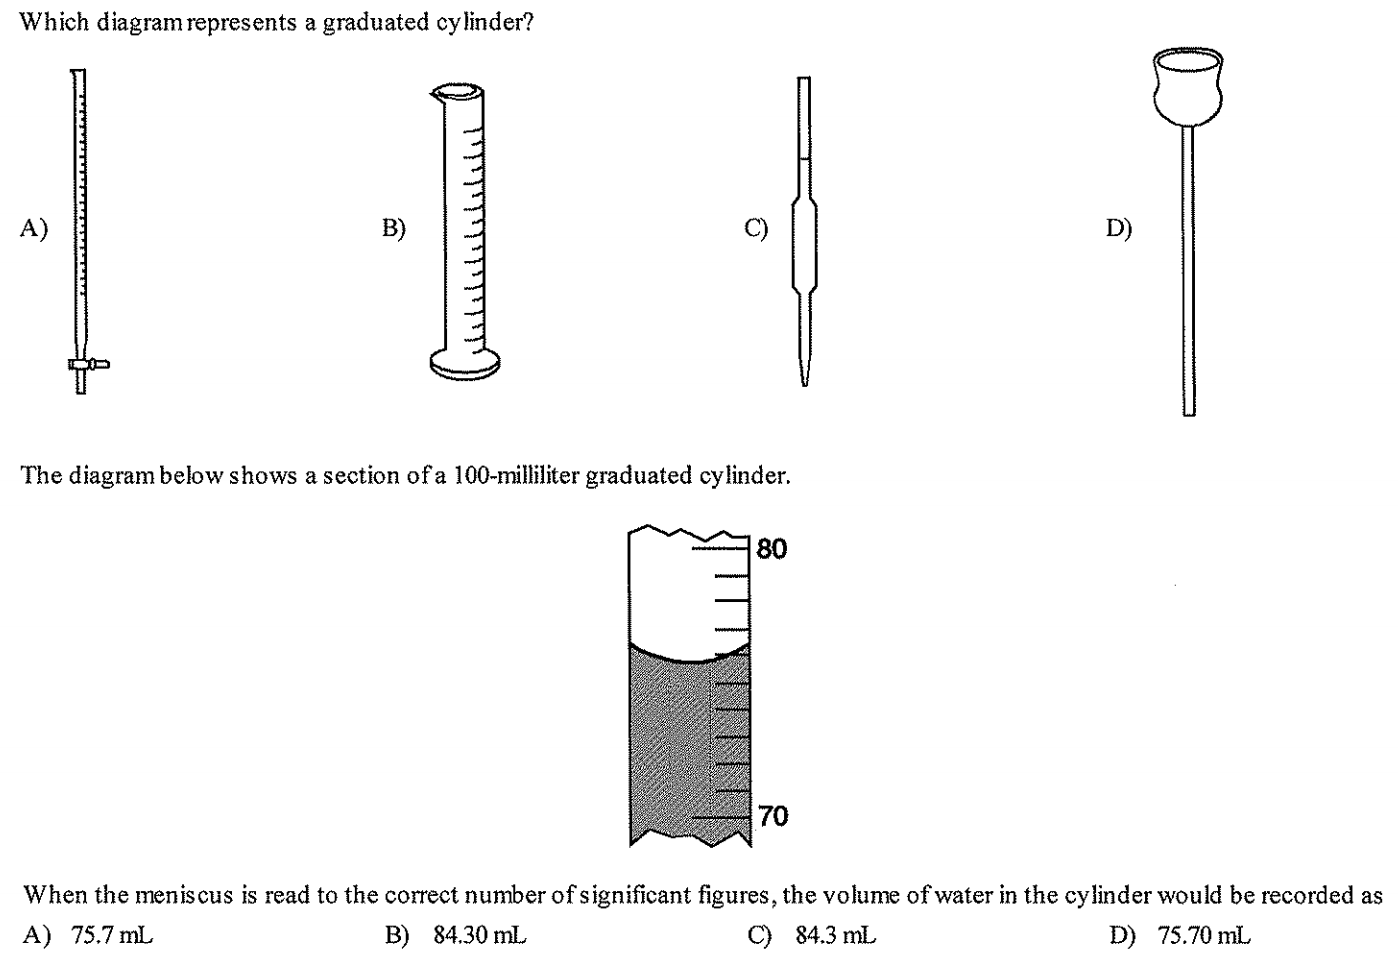 Which diagram represents a graduated cylinder?
A) B) C) D)
The diagram below shows a section of a 100-milliliter graduated cylinder.
80
70
When the meniscus is read to the correct number of significant figures, the volume of water in the cylinder would be recorded as
A) 75.7 mL B) 84.30 mL C) 84.3 mL D) 75.70 mL